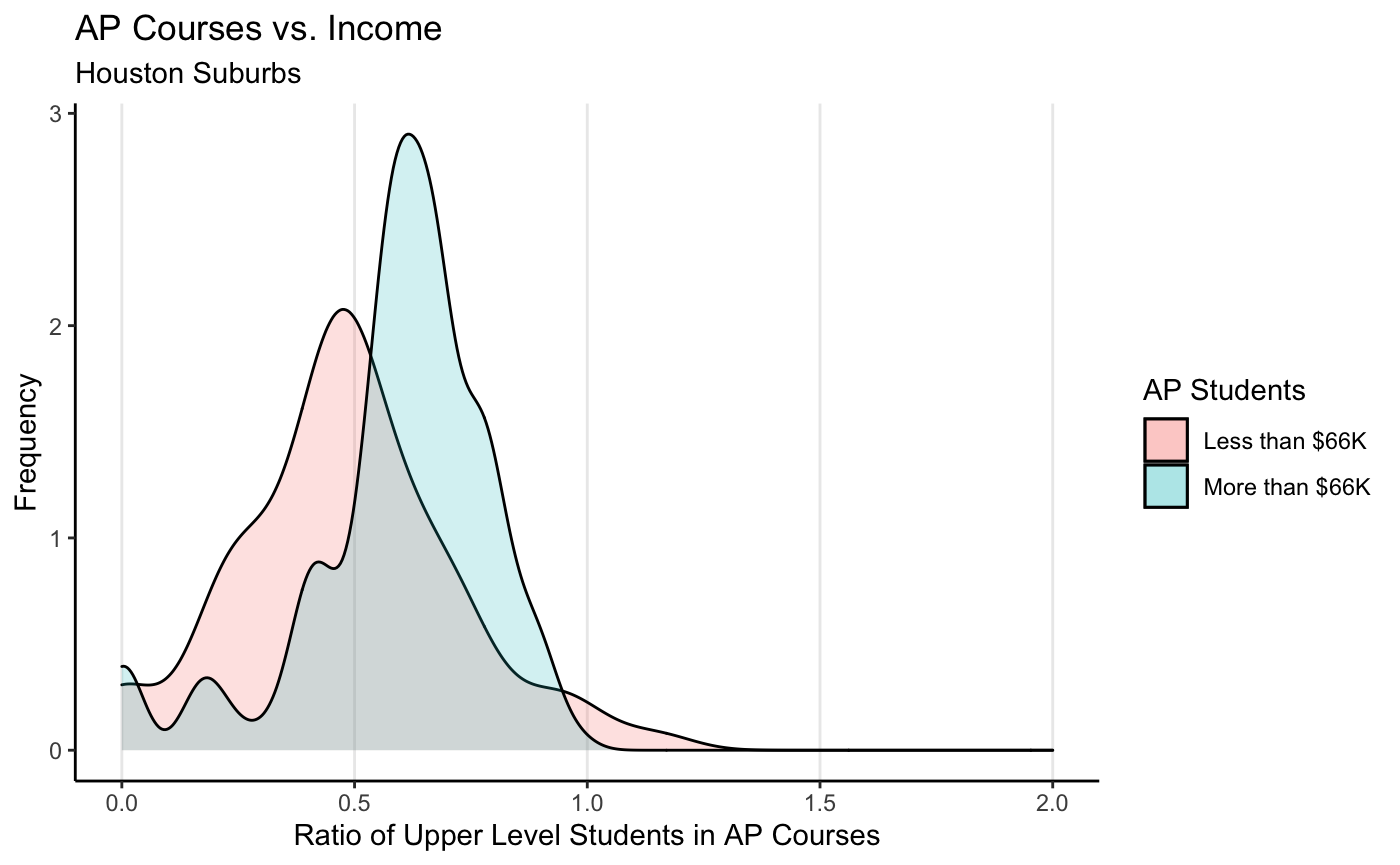 AP Courses vs. Income
Houston Suburbs
3
2
1
0
Frequency
0.0 0.5 1.0 1.5 2.0
Ratio of Upper Level Students in AP Courses
AP Students
Less than $66K
More than $66K